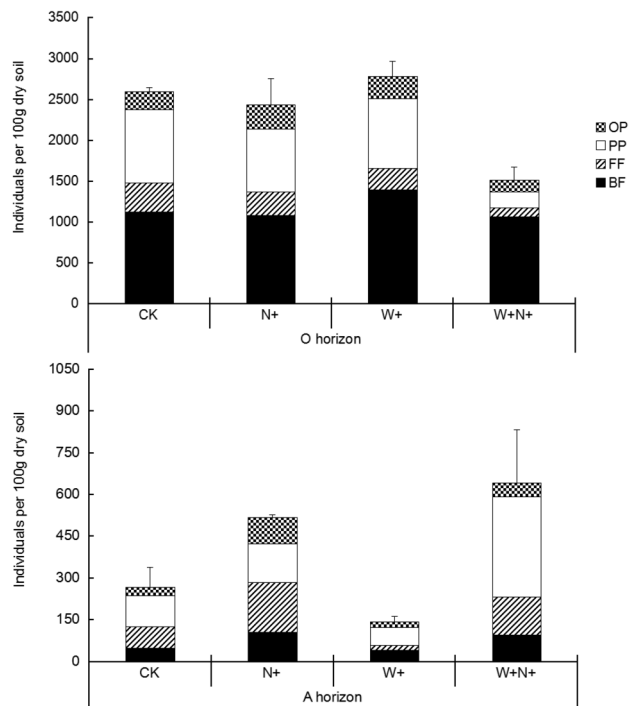 3500
3000
2500
2000
1500
1000
500
0
Individuals per 100g dry soil
OP
PP
FF
BF
CK N+ W+ W+N+
O horizon
1050
900
750
600
450
300
150
0
Individuals per 100g dry soil
CK N+ W+ W+N+
A horizon